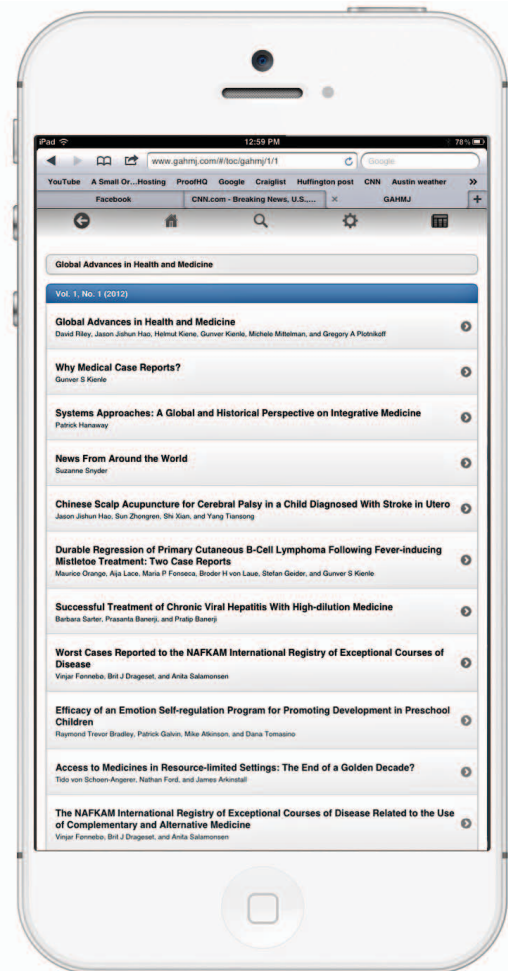 iPad 12:59 PM 78%
www.gahmj.com/#/toc/gahmj/1/1 Google
YouTube A Small Or...Hosting ProofHQ Google Craiglist Huffington post CNN Austin weather »
Facebook CNN.com - Breaking News, U.S.,... × GAHMJ +
Global Advances in Health and Medicine
Vol. 1, No. 1 (2012)
Global Advances in Health and Medicine
David Riley, Jason Jishun Hao, Helmut Kiene, Gunver Kienle, Michele Mittelman, and Gregory A Plotnikoff
Why Medical Case Reports?
Gunver S Kienle
Systems Approaches: A Global and Historical Perspective on Integrative Medicine
Patrick Hanaway
News From Around the World
Suzanne Snyder
Chinese Scalp Acupuncture for Cerebral Palsy in a Child Diagnosed With Stroke in Utero
Jason Jishun Hao, Sun Zhongren, Shi Xian, and Yang Tiansong
Durable Regression of Primary Cutaneous B-Cell Lymphoma Following Fever-inducing
Mistletoe Treatment: Two Case Reports
Maurice Orange, Aija Lace, Maria P Fonseca, Broder H von Laue, Stefan Geider, and Gunver S Kienle
Successful Treatment of Chronic Viral Hepatitis With High-dilution Medicine
Barbara Sarter, Prasanta Banerji, and Pratip Banerji
Worst Cases Reported to the NAFKAM International Registry of Exceptional Courses of
Disease
Vinjar Fønnebø, Brit J Drageset, and Anita Salamonsen
Efficacy of an Emotion Self-regulation Program for Promoting Development in Preschool
Children
Raymond Trevor Bradley, Patrick Galvin, Mike Atkinson, and Dana Tomasino
Access to Medicines in Resource-limited Settings: The End of a Golden Decade?
Tido von Schoen-Angerer, Nathan Ford, and James Arkinstall
The NAFKAM International Registry of Exceptional Courses of Disease Related to the Use
of Complementary and Alternative Medicine
Vinjar Fønnebø, Brit J Drageset, and Anita Salamonsen